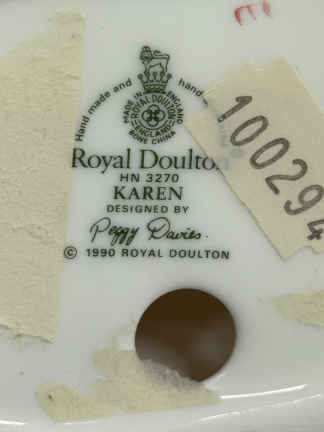 Hand made and hand
MADE IN ENGLAND
ROYAL DOULTON
ENGLAND
BONE CHINA
Royal Doulton
HN 3270
KAREN
DESIGNED BY
Peggy Davies.
© 1990 ROYAL DOULTON
100294